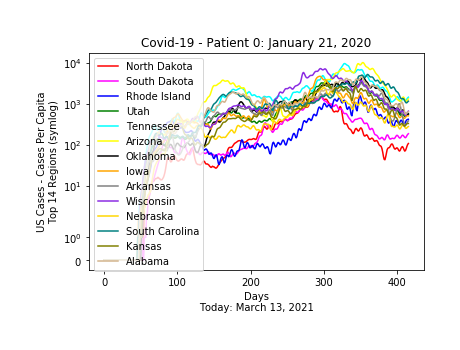 Covid-19 - Patient 0: January 21, 2020
US Cases - Cases Per Capita
Top 14 Regions (symlog)
10⁴
10³
10²
10¹
10⁰
0
North Dakota
South Dakota
Rhode Island
Utah
Tennessee
Arizona
Oklahoma
Iowa
Arkansas
Wisconsin
Nebraska
South Carolina
Kansas
Alabama
0 100 200 300 400
Days
Today: March 13, 2021